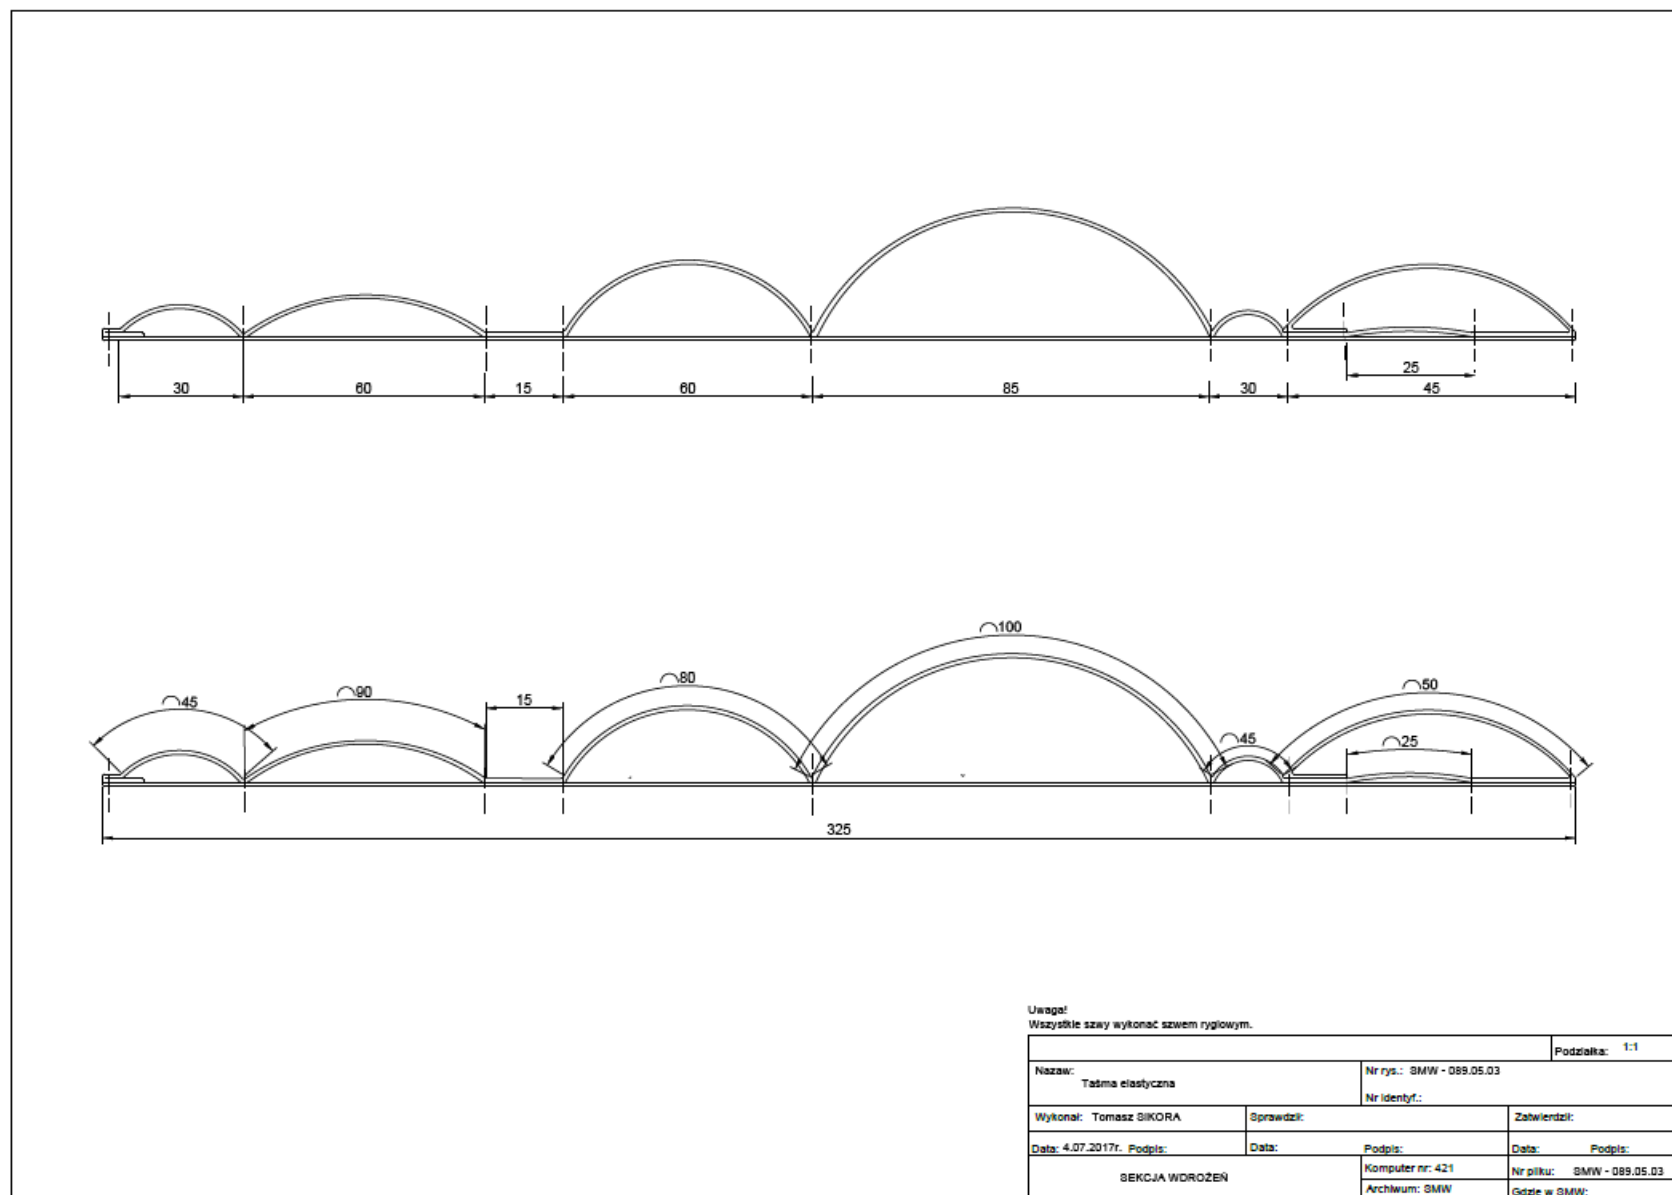 25
30 60 15 60 85 30 45
⌒100
⌒80
⌒90
⌒50
⌒45
15
⌒45
⌒25
325
Uwaga!
Wszystkie szwy wykonać szwem ryglowym.
Podziałka: 1:1
Nazaw:
Taśma elastyczna
Nr rys.: SMW - 089.05.03
Nr identyf.:
Wykonał: Tomasz SIKORA
Sprawdził:
Zatwierdził:
Data: 4.07.2017r. Podpis:
Data: Podpis:
Data: Podpis:
SEKCJA WDROŻEŃ
Komputer nr: 421
Nr pliku: SMW - 089.05.03
Archiwum: SMW
Gdzie w SMW: